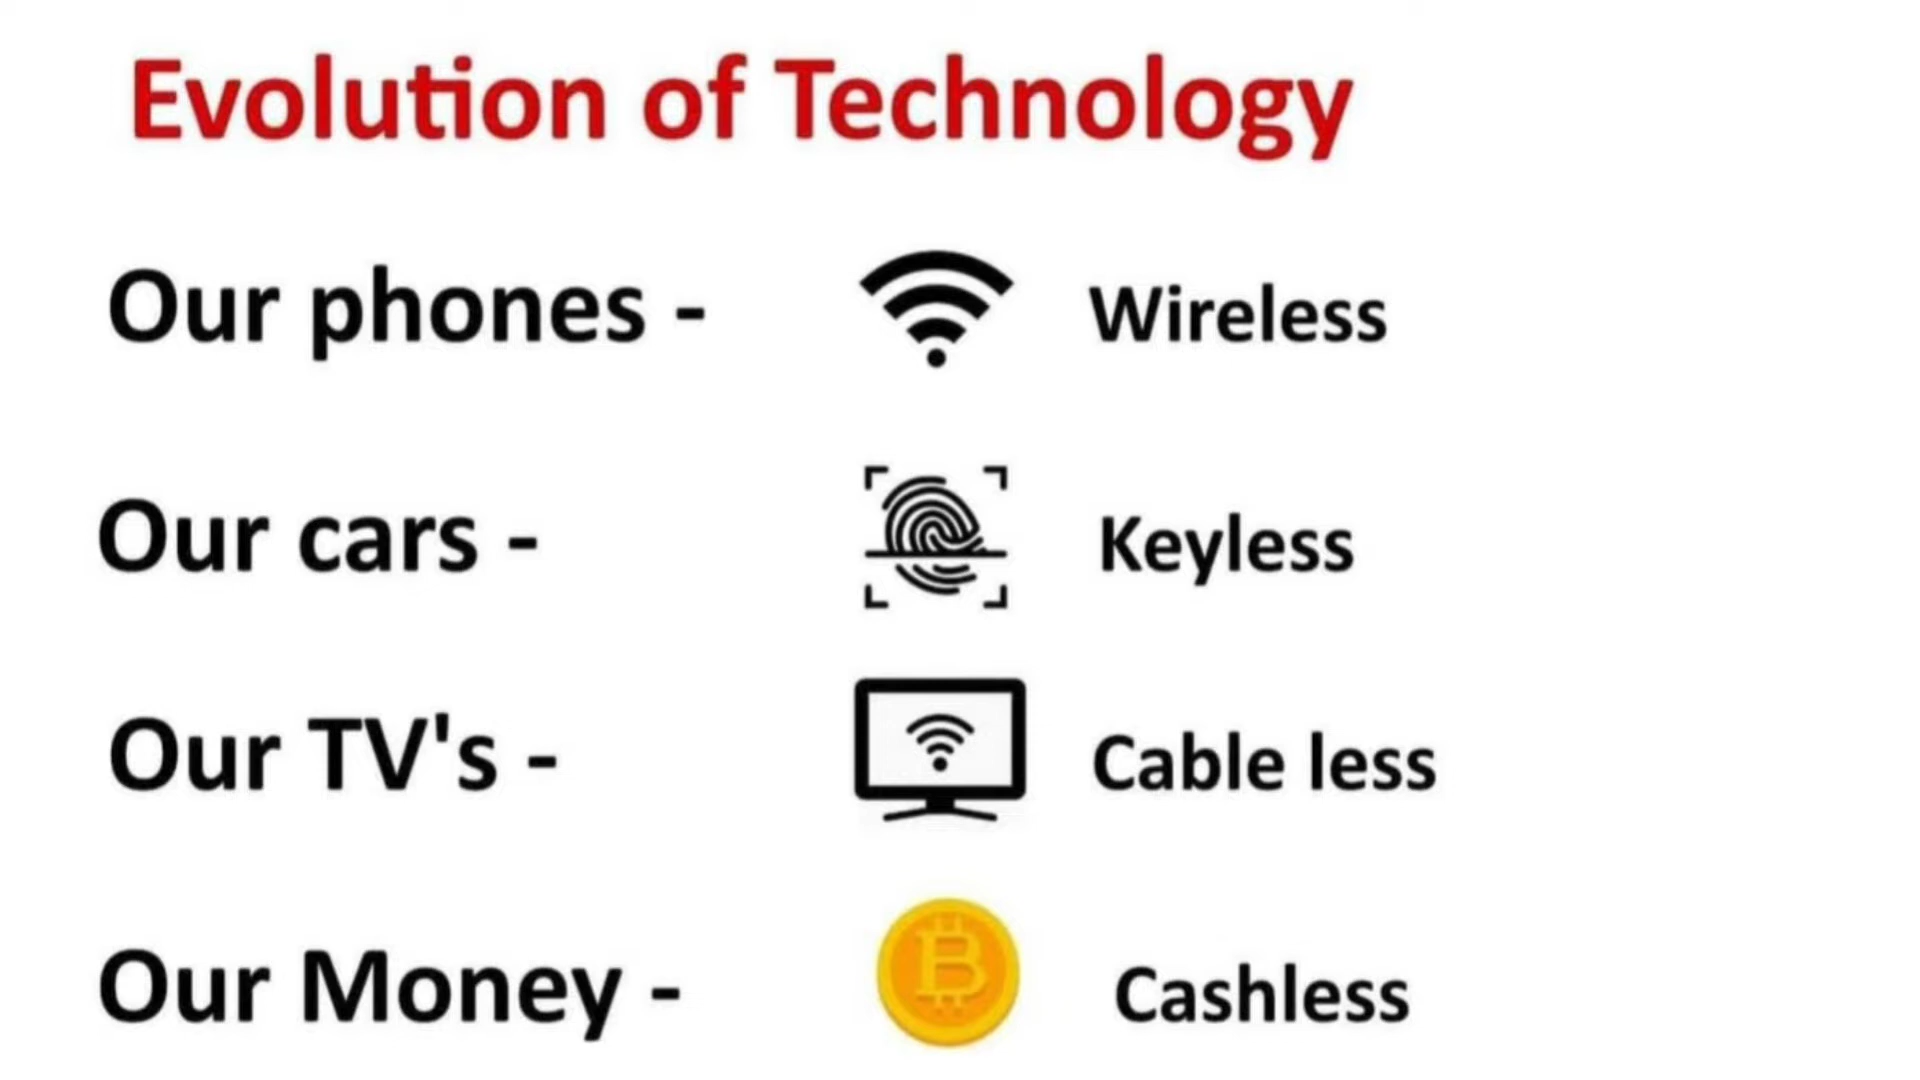 Evolution of Technology
Our phones - Wireless
Our cars - Keyless
Our TV's - Cable less
Our Money - B Cashless